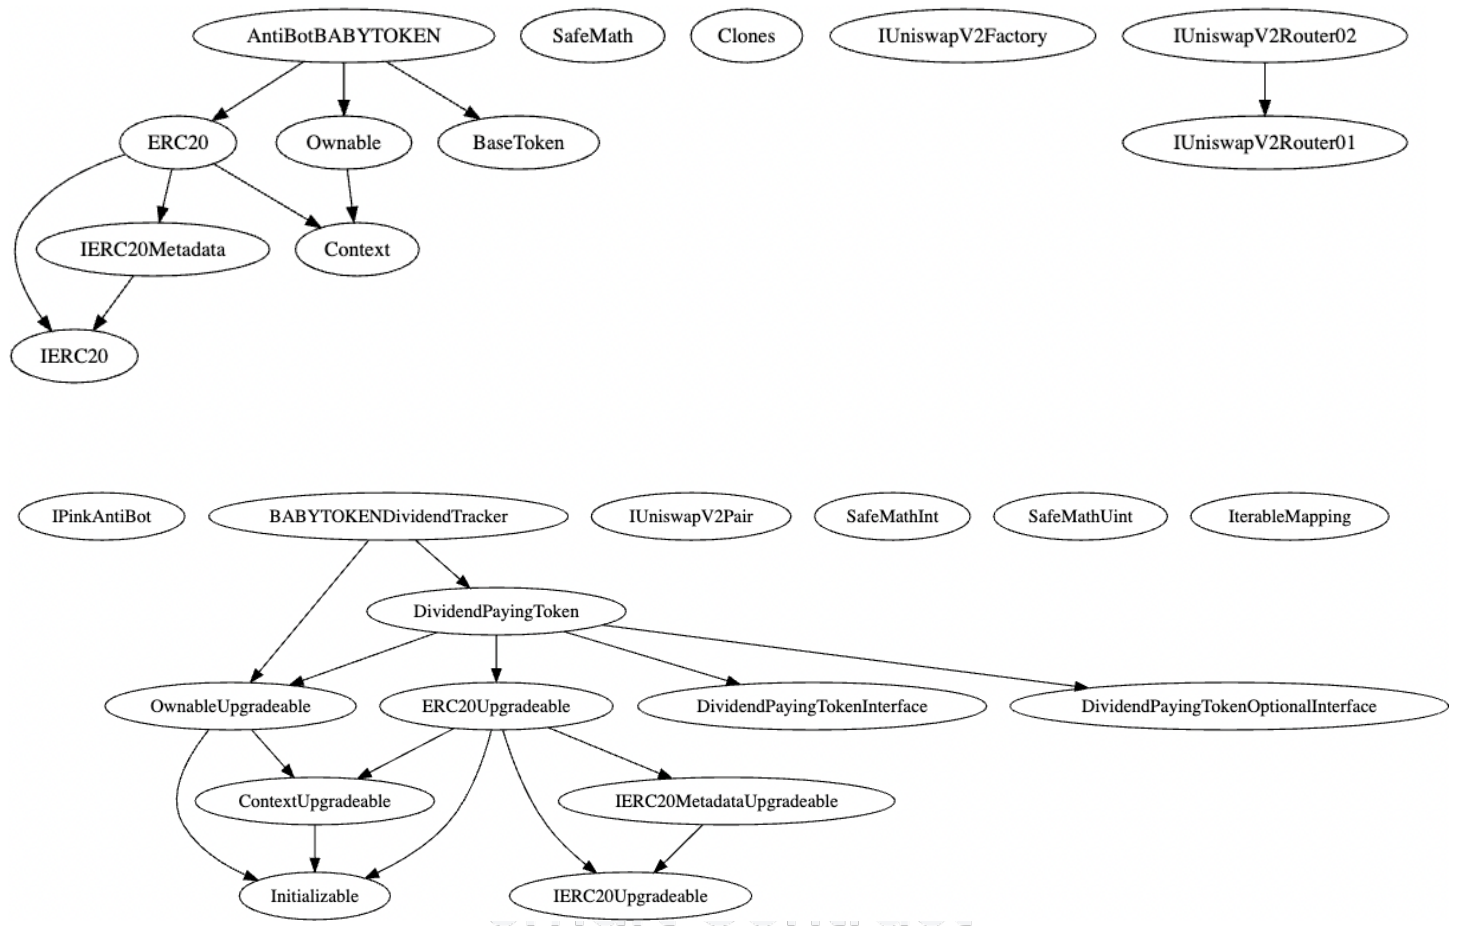 AntiBotBABYTOKEN SafeMath Clones IUniswapV2Factory IUniswapV2Router02
ERC20 Ownable BaseToken IUniswapV2Router01
IERC20Metadata Context
IERC20
IPinkAntiBot BABYTOKENDividendTracker IUniswapV2Pair SafeMathInt SafeMathUint IterableMapping
DividendPayingToken
OwnableUpgradeable ERC20Upgradeable DividendPayingTokenInterface DividendPayingTokenOptionalInterface
ContextUpgradeable IERC20MetadataUpgradeable
Initializable IERC20Upgradeable